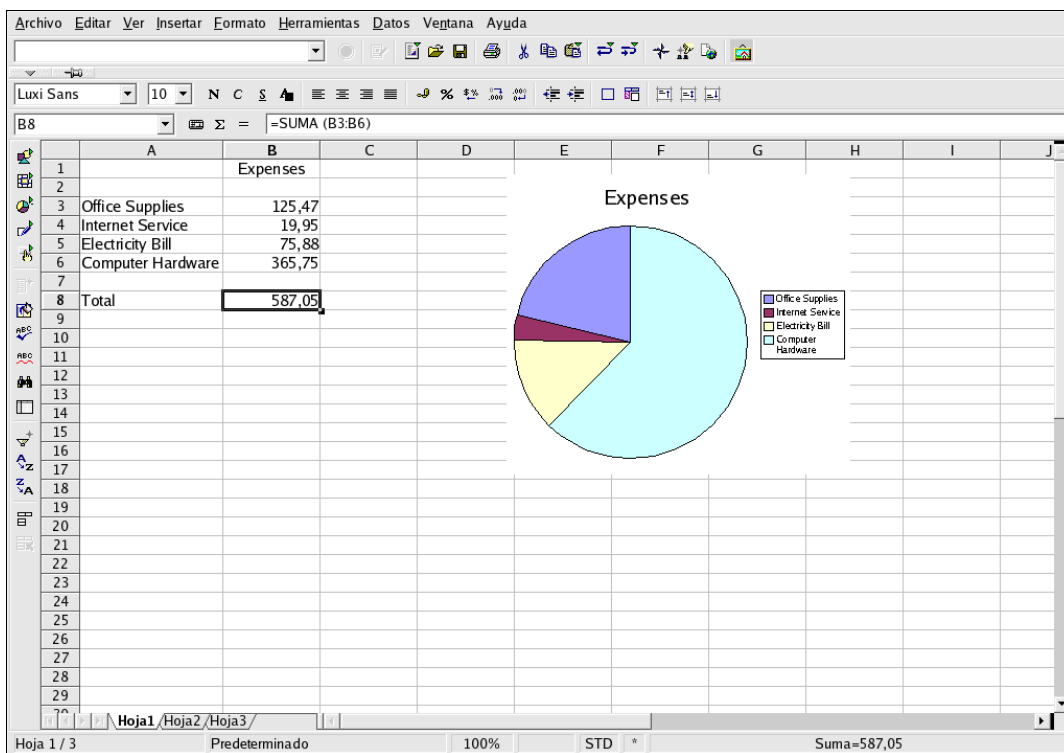 Archivo Editar Ver Insertar Formato Herramientas Datos Ventana Ayuda
Luxi Sans 10 N C S A
B8 Σ = =SUMA (B3:B6)
A B C D E F G H I J
1 Expenses
2
3 Office Supplies 125,47
4 Internet Service 19,95
5 Electricity Bill 75,88
6 Computer Hardware 365,75
7
8 Total 587,05
9
10
11
12
13
14
15
16
17
18
19
20
21
22
23
24
25
26
27
28
29
Expenses
Office Supplies
Internet Service
Electricity Bill
Computer
Hardware
Hoja1 Hoja2 Hoja3
Hoja 1 / 3 Predeterminado 100% STD * Suma=587,05